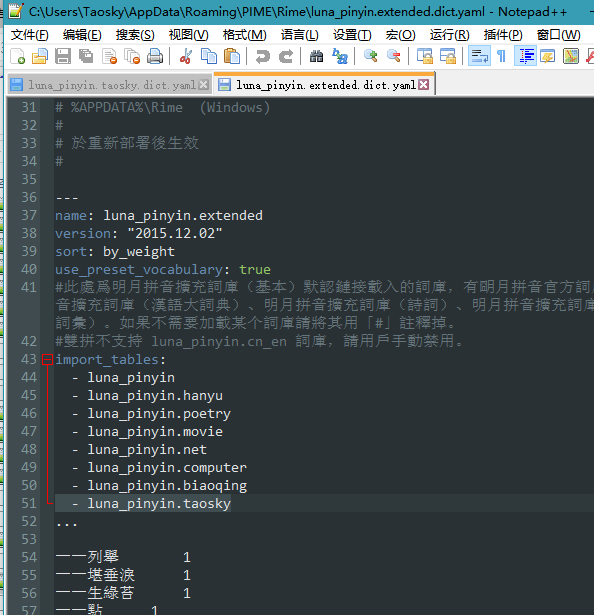 C:\Users\Taosky\AppData\Roaming\PIME\Rime\luna_pinyin.extended.dict.yaml - Notepad++
文件(F) 编辑(E) 搜索(S) 视图(V) 格式(M) 语言(L) 设置(T) 宏(O) 运行(R) 插件(P) 窗口(W)
luna_pinyin.taosky.dict.yaml luna_pinyin.extended.dict.yaml
31 # %APPDATA%\Rime (Windows)
32 #
33 # 於重新部署後生效
34 #
35
36 ---
37 name: luna_pinyin.extended
38 version: "2015.12.02"
39 sort: by_weight
40 use_preset_vocabulary: true
41 #此處爲明月拼音擴充詞庫（基本）默認鏈接載入的詞庫，有明月拼音官方詞庫
音擴充詞庫（漢語大詞典）、明月拼音擴充詞庫（詩詞）、明月拼音擴充詞庫
詞彙）。如果不需要加載某个詞庫請將其用「#」註釋掉。
42 #雙拼不支持 luna_pinyin.cn_en 詞庫，請用戶手動禁用。
43 import_tables:
44 - luna_pinyin
45 - luna_pinyin.hanyu
46 - luna_pinyin.poetry
47 - luna_pinyin.movie
48 - luna_pinyin.net
49 - luna_pinyin.computer
50 - luna_pinyin.biaoqing
51 - luna_pinyin.taosky
52 ...
53
54 一一列舉 1
55 一一堪垂淚 1
56 一一生綠苔 1
57 一一點 1